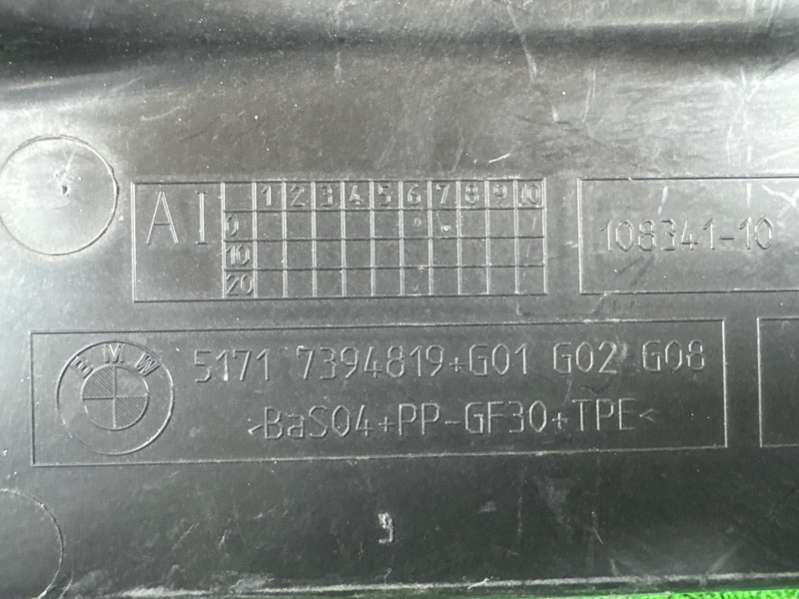 AI 1 2 3 4 5 6 7 8 9 10
0
10
20
108341-10
BMW
5171 7394819+G01 G02 G08
>BaSO4+PP-GF30+TPE<